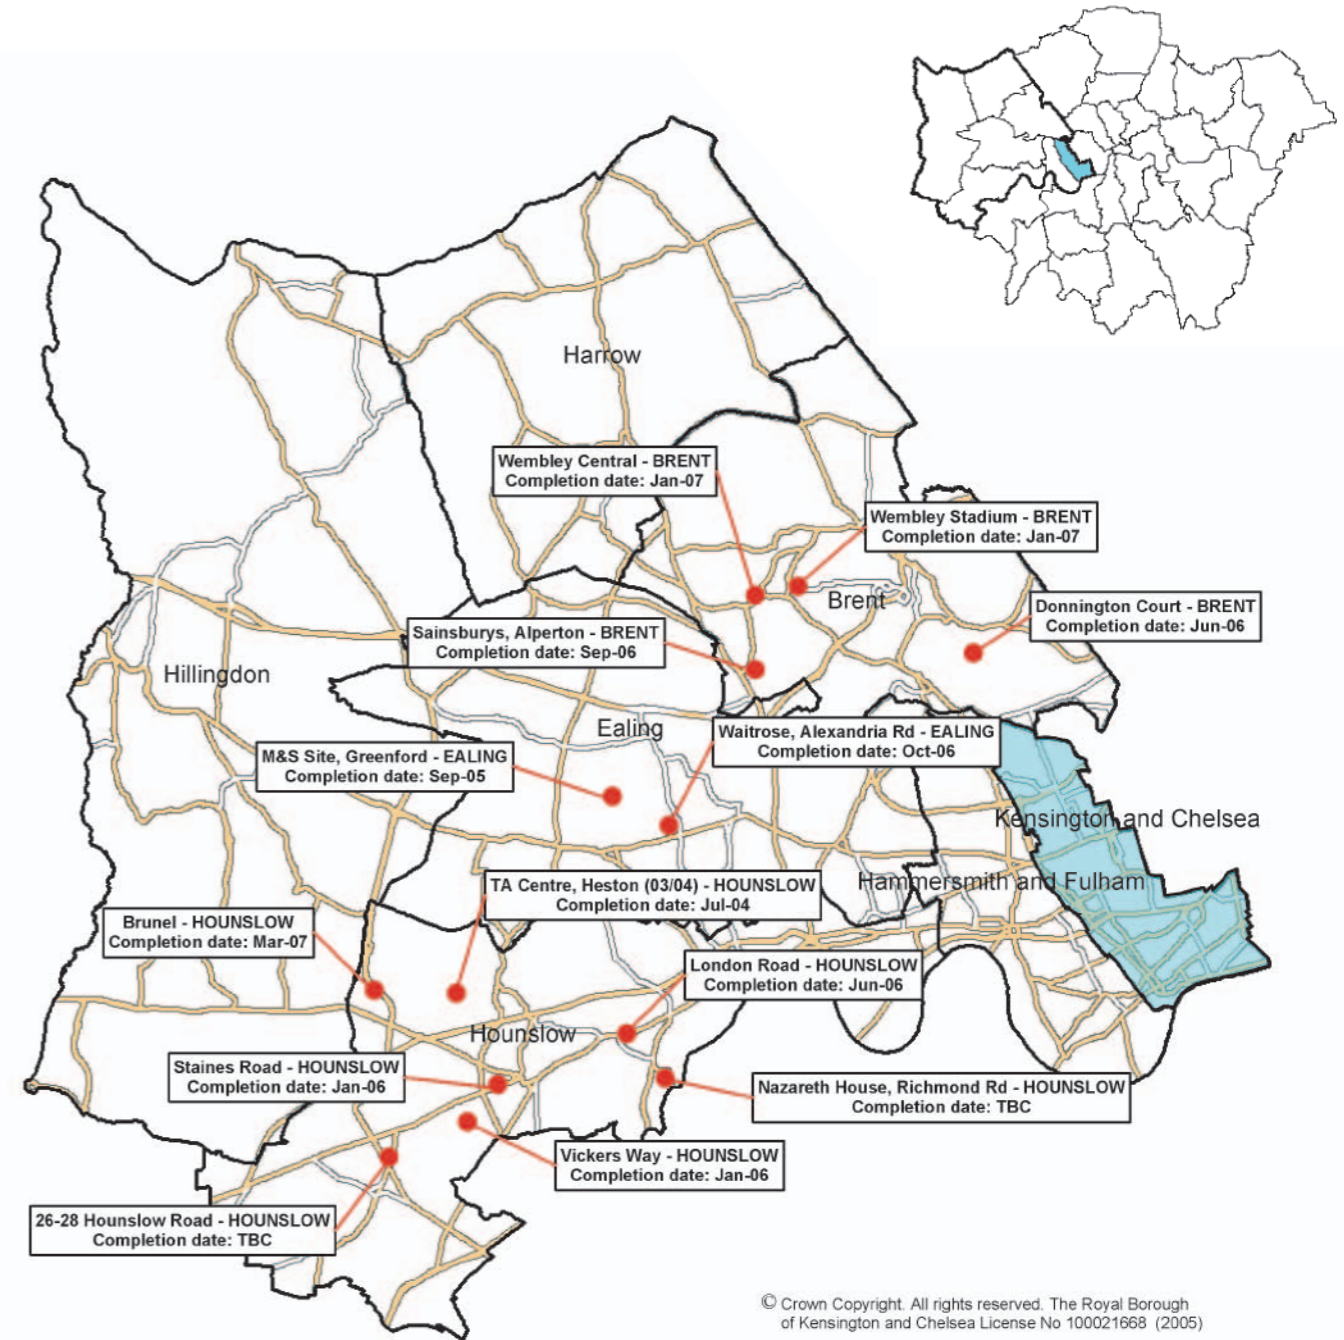 Harrow
Wembley Central - BRENT
Completion date: Jan-07
Wembley Stadium - BRENT
Completion date: Jan-07
Brent
Donnington Court - BRENT
Completion date: Jun-06
Sainsburys, Alperton - BRENT
Completion date: Sep-06
Hillingdon
Ealing
Waitrose, Alexandria Rd - EALING
Completion date: Oct-06
M&S Site, Greenford - EALING
Completion date: Sep-05
Kensington and Chelsea
Hammersmith and Fulham
TA Centre, Heston (03/04) - HOUNSLOW
Completion date: Jul-04
Brunel - HOUNSLOW
Completion date: Mar-07
London Road - HOUNSLOW
Completion date: Jun-06
Hounslow
Staines Road - HOUNSLOW
Completion date: Jan-06
Nazareth House, Richmond Rd - HOUNSLOW
Completion date: TBC
Vickers Way - HOUNSLOW
Completion date: Jan-06
26-28 Hounslow Road - HOUNSLOW
Completion date: TBC
© Crown Copyright. All rights reserved. The Royal Borough
of Kensington and Chelsea License No 100021668 (2005)